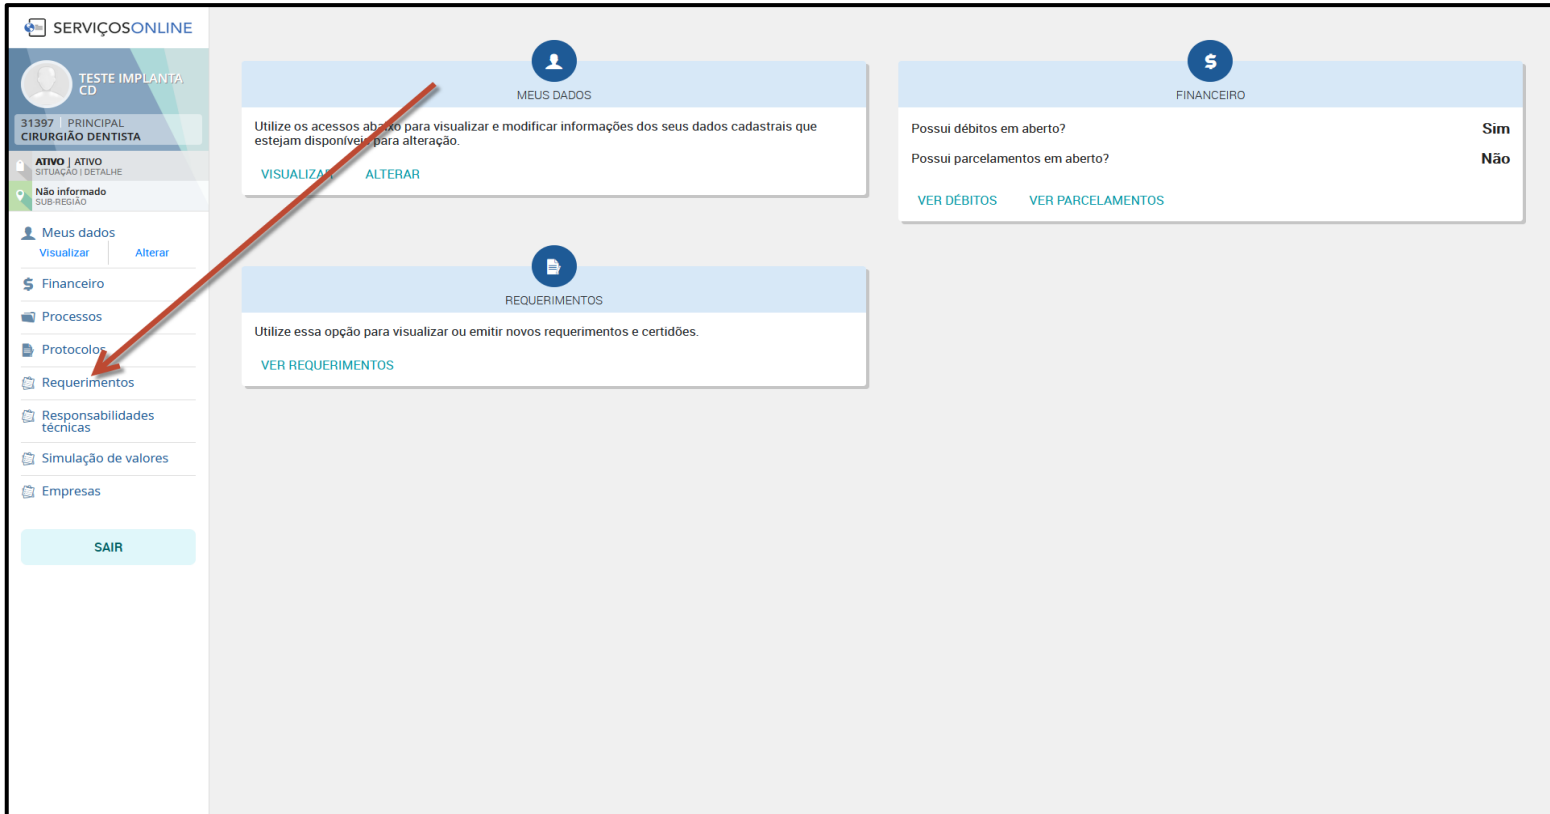 SERVIÇOSONLINE
TESTE IMPLANTA
CD
31397 | PRINCIPAL
CIRURGIÃO DENTISTA
ATIVO | ATIVO
SITUAÇÃO | DETALHE
Não informado
SUB-REGIÃO
Meus dados
Visualizar Alterar
Financeiro
Processos
Protocolos
Requerimentos
Responsabilidades
técnicas
Simulação de valores
Empresas
SAIR
MEUS DADOS
Utilize os acessos abaixo para visualizar e modificar informações dos seus dados cadastrais que
estejam disponíveis para alteração.
VISUALIZAR ALTERAR
REQUERIMENTOS
Utilize essa opção para visualizar ou emitir novos requerimentos e certidões.
VER REQUERIMENTOS
FINANCEIRO
Possui débitos em aberto? Sim
Possui parcelamentos em aberto? Não
VER DÉBITOS VER PARCELAMENTOS